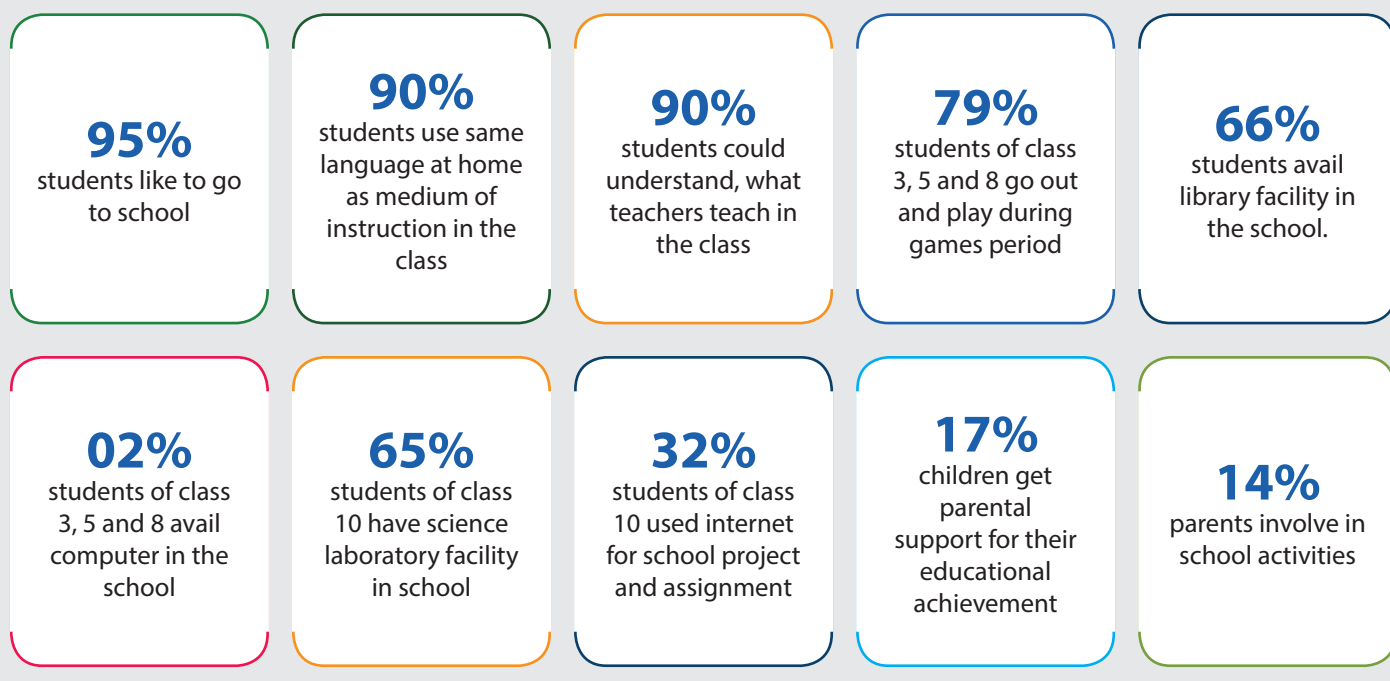 95%
students like to go
to school
90%
students use same
language at home
as medium of
instruction in the
class
90%
students could
understand, what
teachers teach in
the class
79%
students of class
3, 5 and 8 go out
and play during
games period
66%
students avail
library facility in
the school.
02%
students of class
3, 5 and 8 avail
computer in the
school
65%
students of class
10 have science
laboratory facility
in school
32%
students of class
10 used internet
for school project
and assignment
17%
children get
parental
support for their
educational
achievement
14%
parents involve in
school activities